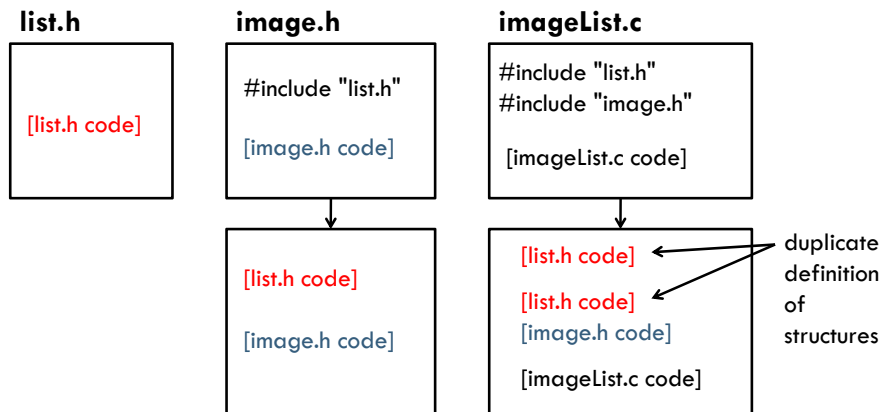 list.h
image.h
imageList.c
[list.h code]
#include "list.h"
[image.h code]
#include "list.h"
#include "image.h"
[imageList.c code]
[list.h code]
[image.h code]
[list.h code]
[list.h code]
[image.h code]
[imageList.c code]
duplicate
definition
of
structures